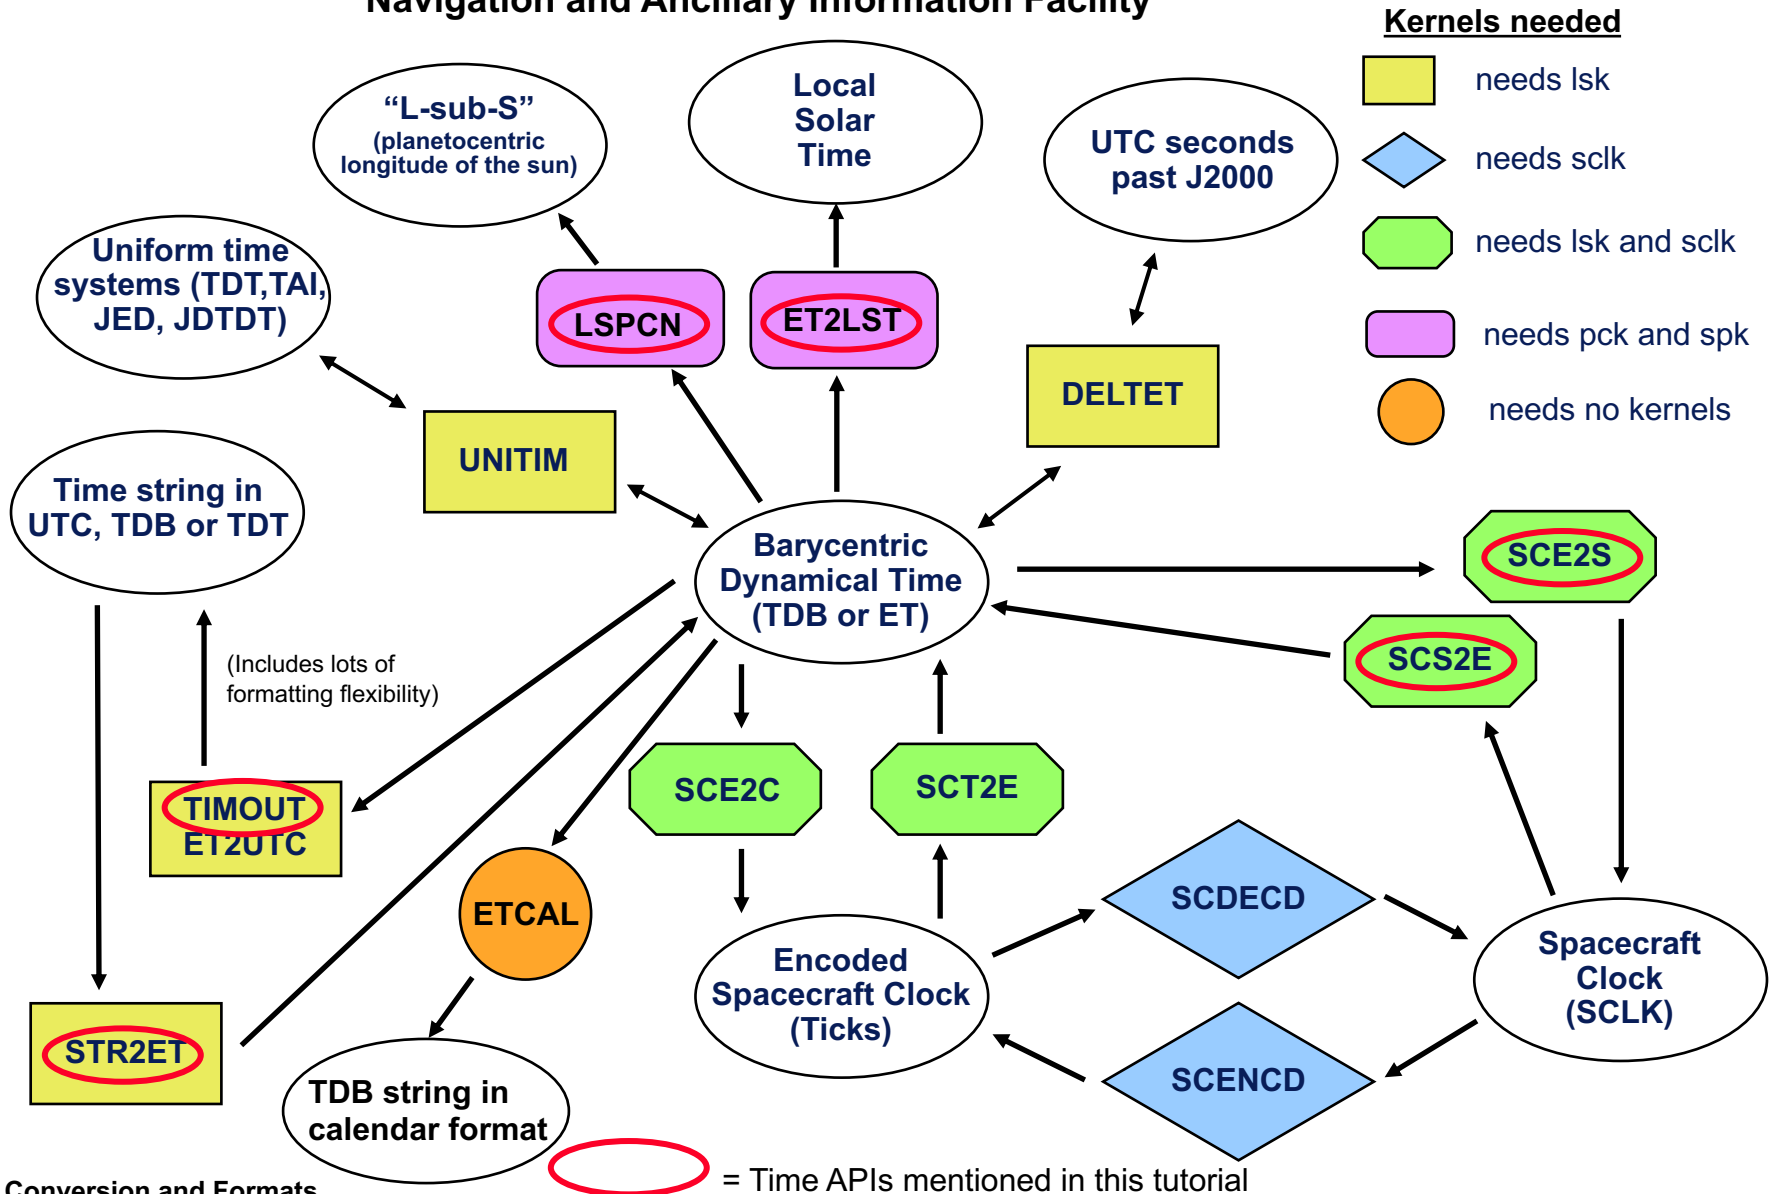 Navigation and Ancillary Information Facility
Kernels needed
needs lsk
needs sclk
needs lsk and sclk
needs pck and spk
needs no kernels
“L-sub-S”
(planetocentric
longitude of the sun)
Local
Solar
Time
UTC seconds
past J2000
Uniform time
systems (TDT,TAI,
JED, JDTDT)
LSPCN
ET2LST
DELTET
UNITIM
Time string in
UTC, TDB or TDT
Barycentric
Dynamical Time
(TDB or ET)
SCE2S
SCS2E
(Includes lots of
formatting flexibility)
TIMOUT
ET2UTC
SCE2C
SCT2E
ETCAL
SCDECD
Encoded
Spacecraft Clock
(Ticks)
Spacecraft
Clock
(SCLK)
STR2ET
SCENCD
TDB string in
calendar format
= Time APIs mentioned in this tutorial
Conversion and Formats